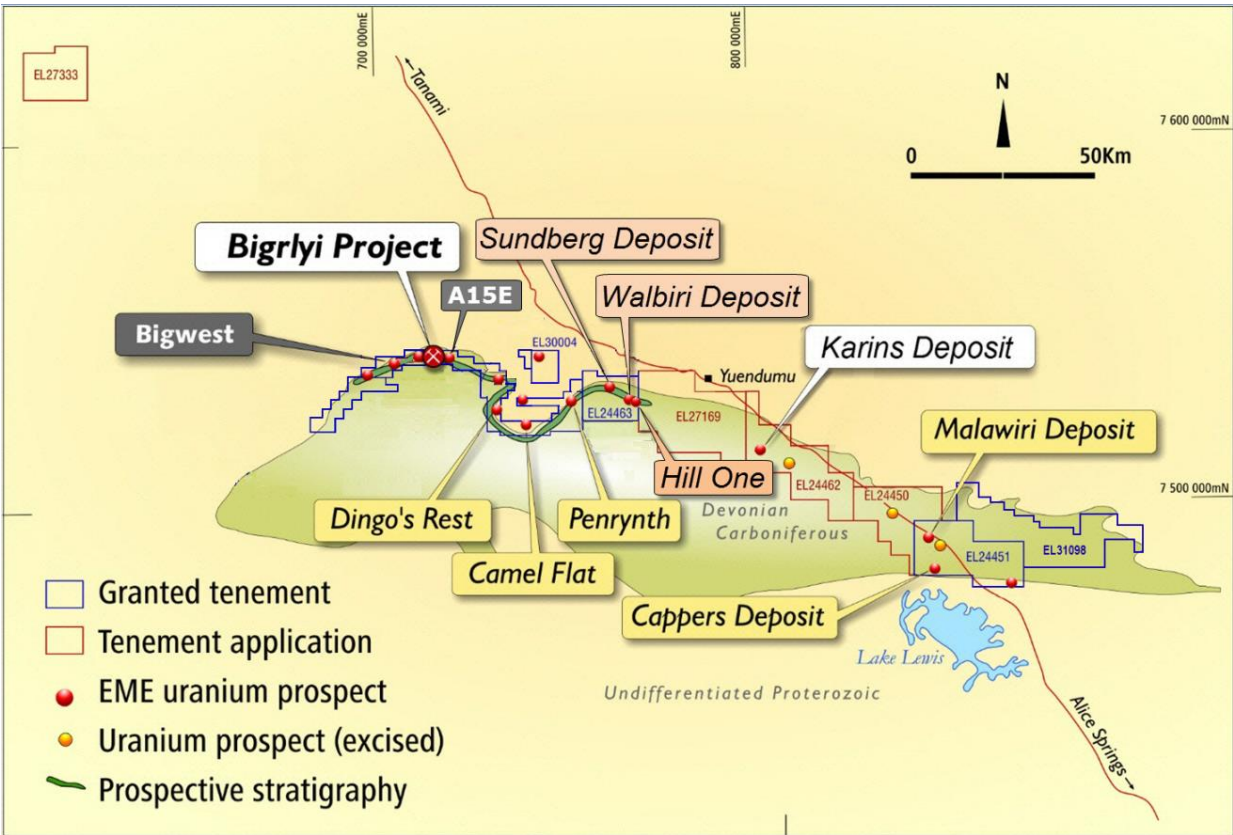 700 000mE
800 000mE
EL27333
←Tanami
N
7 600 000mN
0
50Km
Bigrlyi Project
Sundberg Deposit
A15E
Walbiri Deposit
Bigwest
EL30004
Karins Deposit
Yuendumu
EL24463
EL27169
Malawiri Deposit
Hill One
EL24462
EL24450
7 500 000mN
Dingo's Rest
Penrynth
Devonian
Carboniferous
EL24451
EL31098
Camel Flat
Cappers Deposit
Granted tenement
Tenement application
EME uranium prospect
Uranium prospect (excised)
Prospective stratigraphy
Lake Lewis
Undifferentiated Proterozoic
Alice Springs→